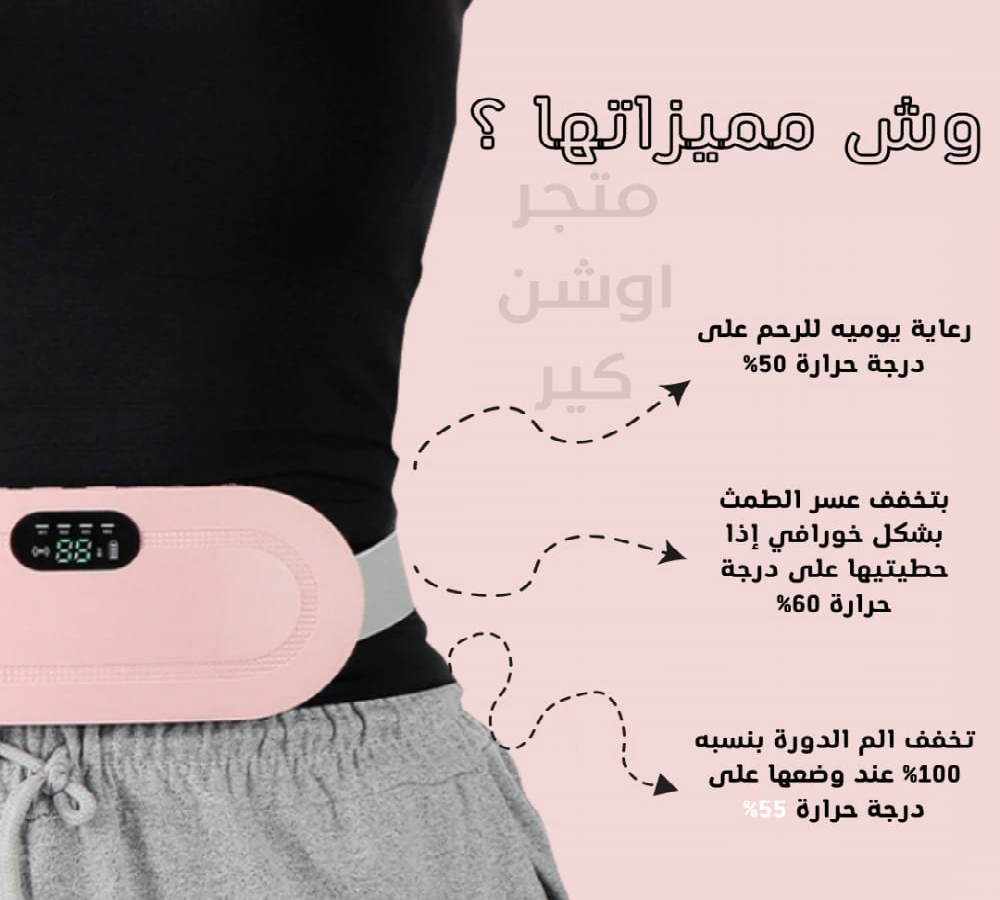 وش مميزاتها ؟
متجر
اوشن
كير
رعاية يوميه للرحم على
درجة حرارة 50%
بتخفف عسر الطمث
بشكل خورافي إذا
حطيتيها على درجة
حرارة 60%
تخفف الم الدورة بنسبه
100% عند وضعها على
درجة حرارة 55%
88